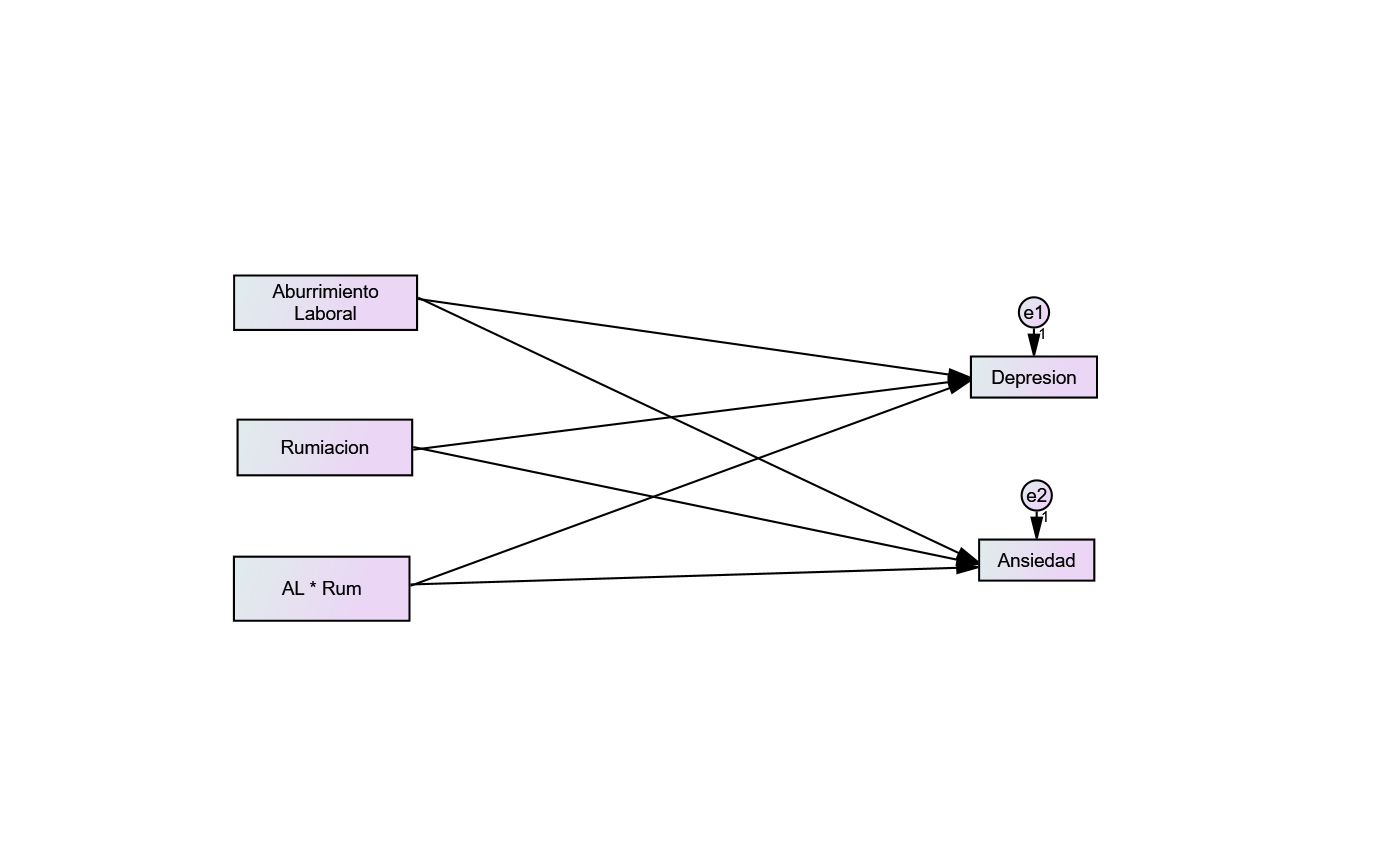 Aburrimiento
Laboral
e1
1
Depresion
Rumiacion
e2
1
Ansiedad
AL * Rum